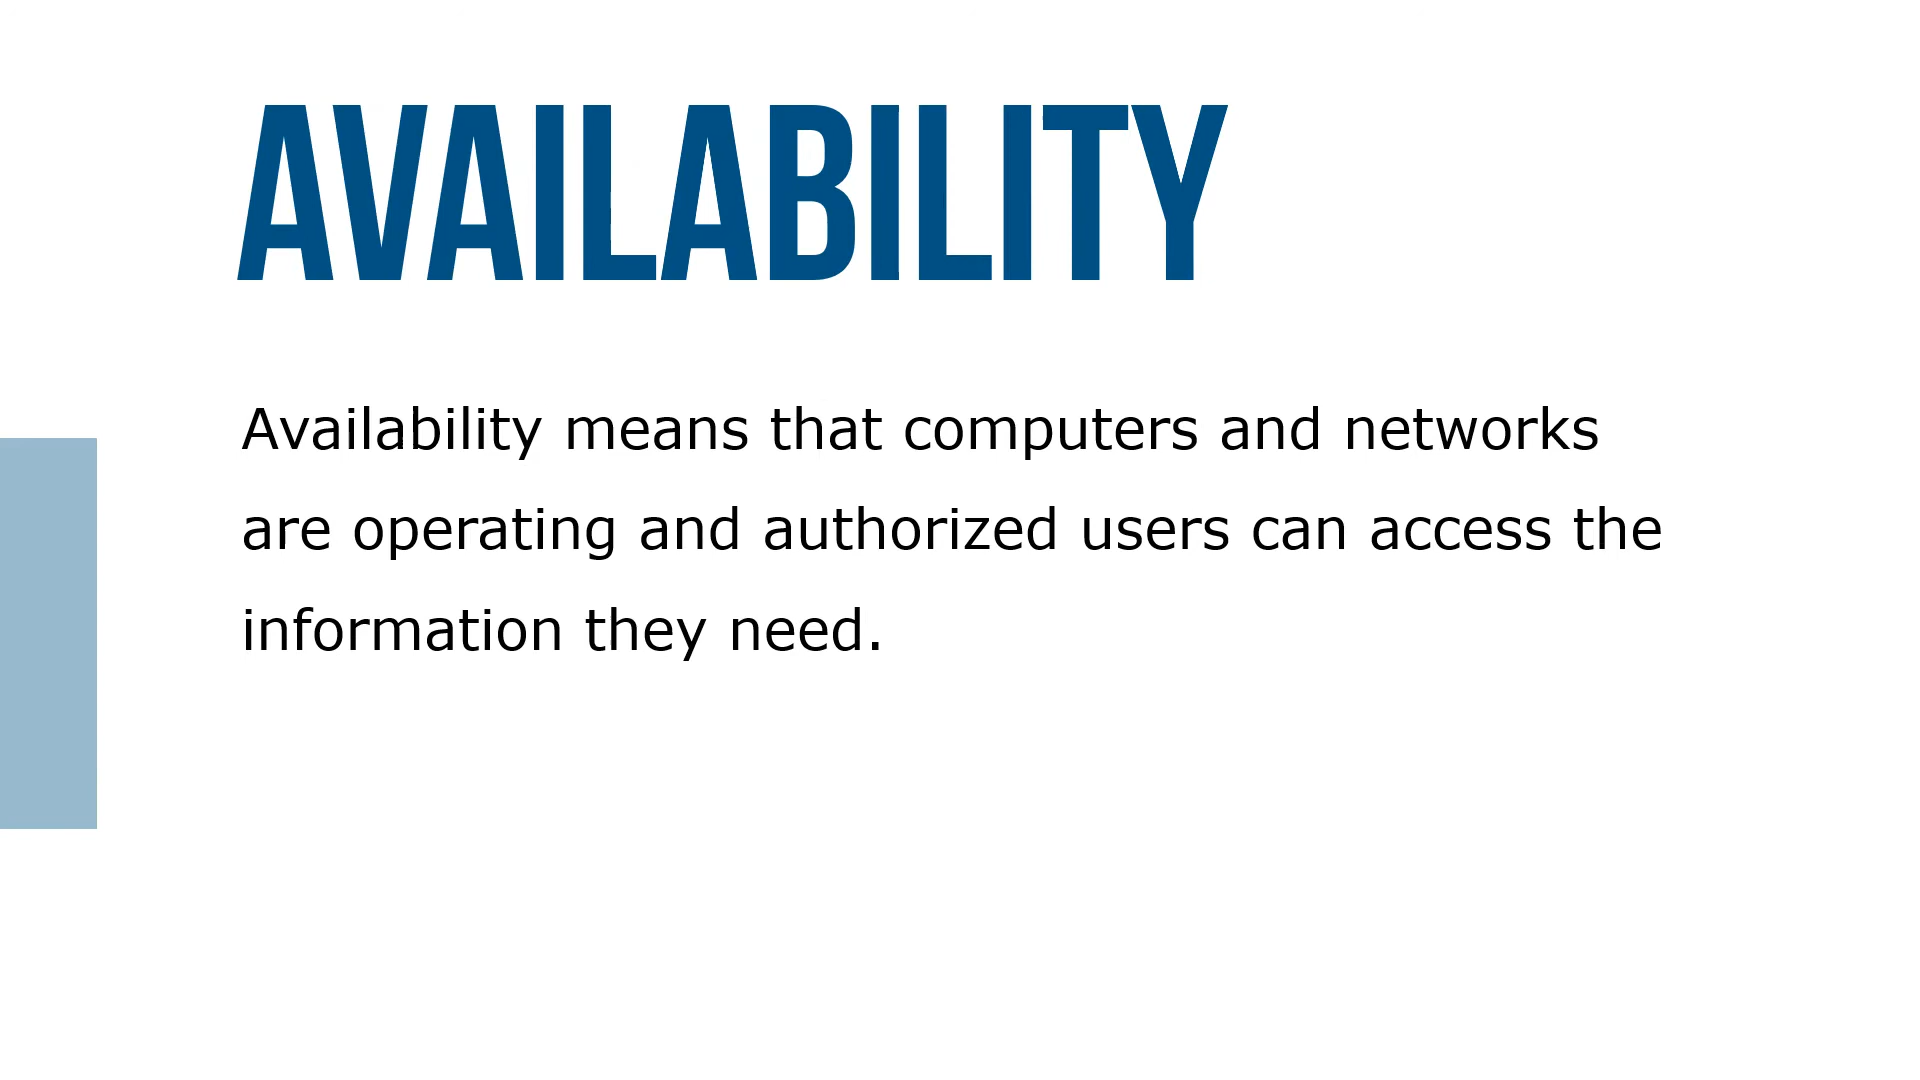 AVAILABILITY
Availability means that computers and networks
are operating and authorized users can access the
information they need.